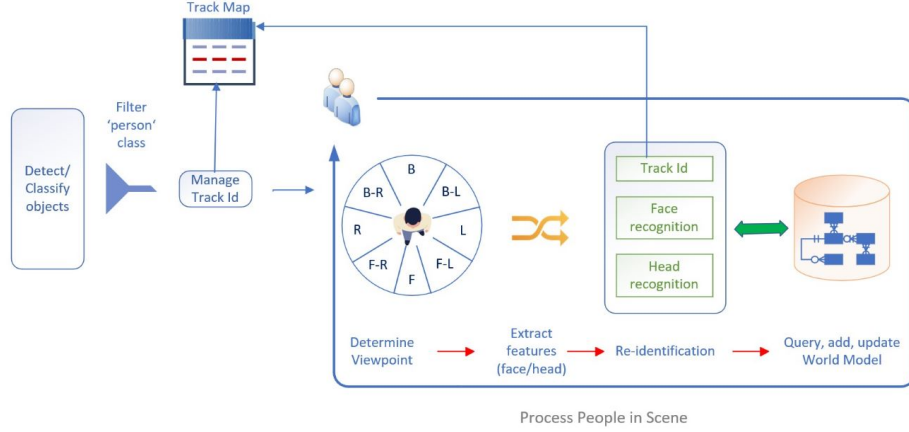 Track Map
Filter
'person'
class
Detect/
Classify
objects
Manage
Track Id
B
B-R
B-L
R
L
F-R
F-L
F
Track Id
Face
recognition
Head
recognition
Determine
Viewpoint
Extract
features
(face/head)
Re-identification
Query, add, update
World Model
Process People in Scene